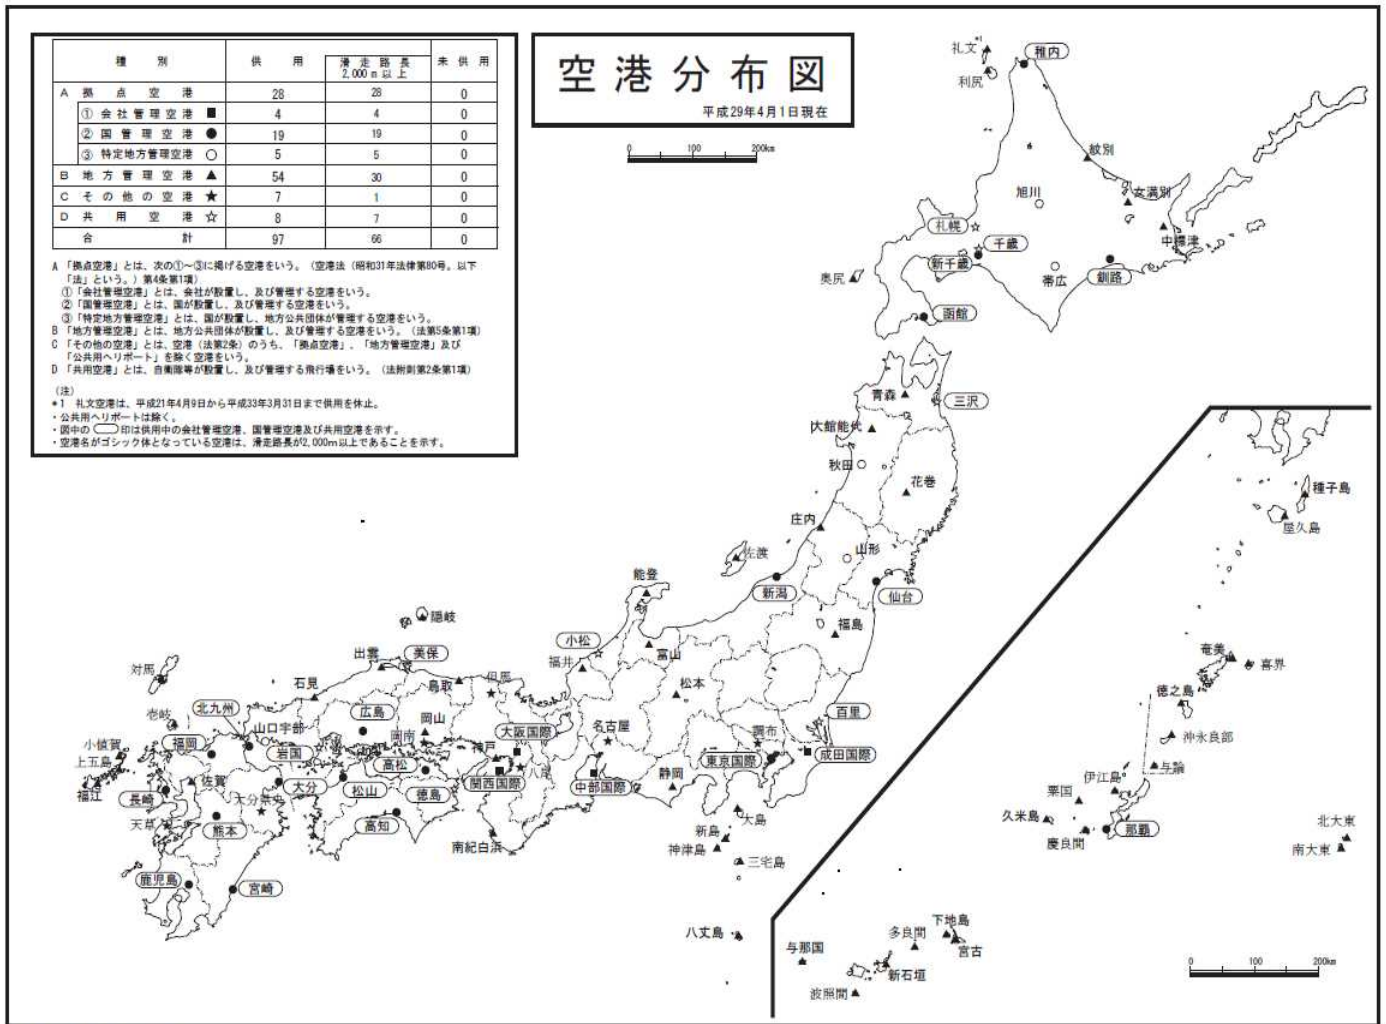 空港分布図
平成29年4月1日現在
0 100 200km
種別 供用 滑走路長2,000m以上 未供用
A 拠点空港 28 28 0
① 会社管理空港 ■ 4 4 0
② 国管理空港 ● 19 19 0
③ 特定地方管理空港 ○ 5 5 0
B 地方管理空港 ▲ 54 30 0
C その他の空港 ★ 7 1 0
D 共用空港 ☆ 8 7 0
合計 97 66 0
A 「拠点空港」とは、次の①～③に掲げる空港をいう。(空港法(昭和31年法律第80号。以下
「法」という。)第4条第1項)
①「会社管理空港」とは、会社が設置し、及び管理する空港をいう。
②「国管理空港」とは、国が設置し、及び管理する空港をいう。
③「特定地方管理空港」とは、国が設置し、地方公共団体が管理する空港をいう。
B 「地方管理空港」とは、地方公共団体が設置し、及び管理する空港をいう。(法第5条第1項)
C 「その他の空港」とは、空港(法第2条)のうち、「拠点空港」、「地方管理空港」及び
「公共用ヘリポート」を除く空港をいう。
D 「共用空港」とは、自衛隊等が設置し、及び管理する飛行場をいう。(法附則第2条第1項)
(注)
*1 礼文空港は、平成21年4月9日から平成33年3月31日まで供用を休止。
・公共用ヘリポートは除く。
・図中の 印は供用中の会社管理空港、国管理空港及び共用空港を示す。
・空港名がゴシック体となっている空港は、滑走路長が2,000m以上であることを示す。
礼文 *1
稚内
利尻
紋別
旭川
女満別
札幌
千歳
中標津
新千歳
帯広
釧路
奥尻
函館
青森
三沢
大館能代
秋田
花巻
庄内
山形
佐渡
新潟
仙台
能登
福島
隠岐
小松
富山
福井
出雲
美保
対馬
石見
鳥取
但馬
松本
壱岐
北九州
山口宇部
広島
岡山
岡南
大阪国際
名古屋
調布
百里
小値賀
上五島
福岡
岩国
神戸
東京国際
成田国際
福江
長崎
佐賀
大分
松山
高松
徳島
関西国際
八尾
中部国際
静岡
大分県央
天草
熊本
高知
南紀白浜
大島
新島
神津島
三宅島
鹿児島
宮崎
八丈島
種子島
屋久島
奄美
喜界
徳之島
沖永良部
与論
伊江島
粟国
久米島
慶良間
那覇
北大東
南大東
下地島
多良間
宮古
与那国
新石垣
波照間
0 100 200km